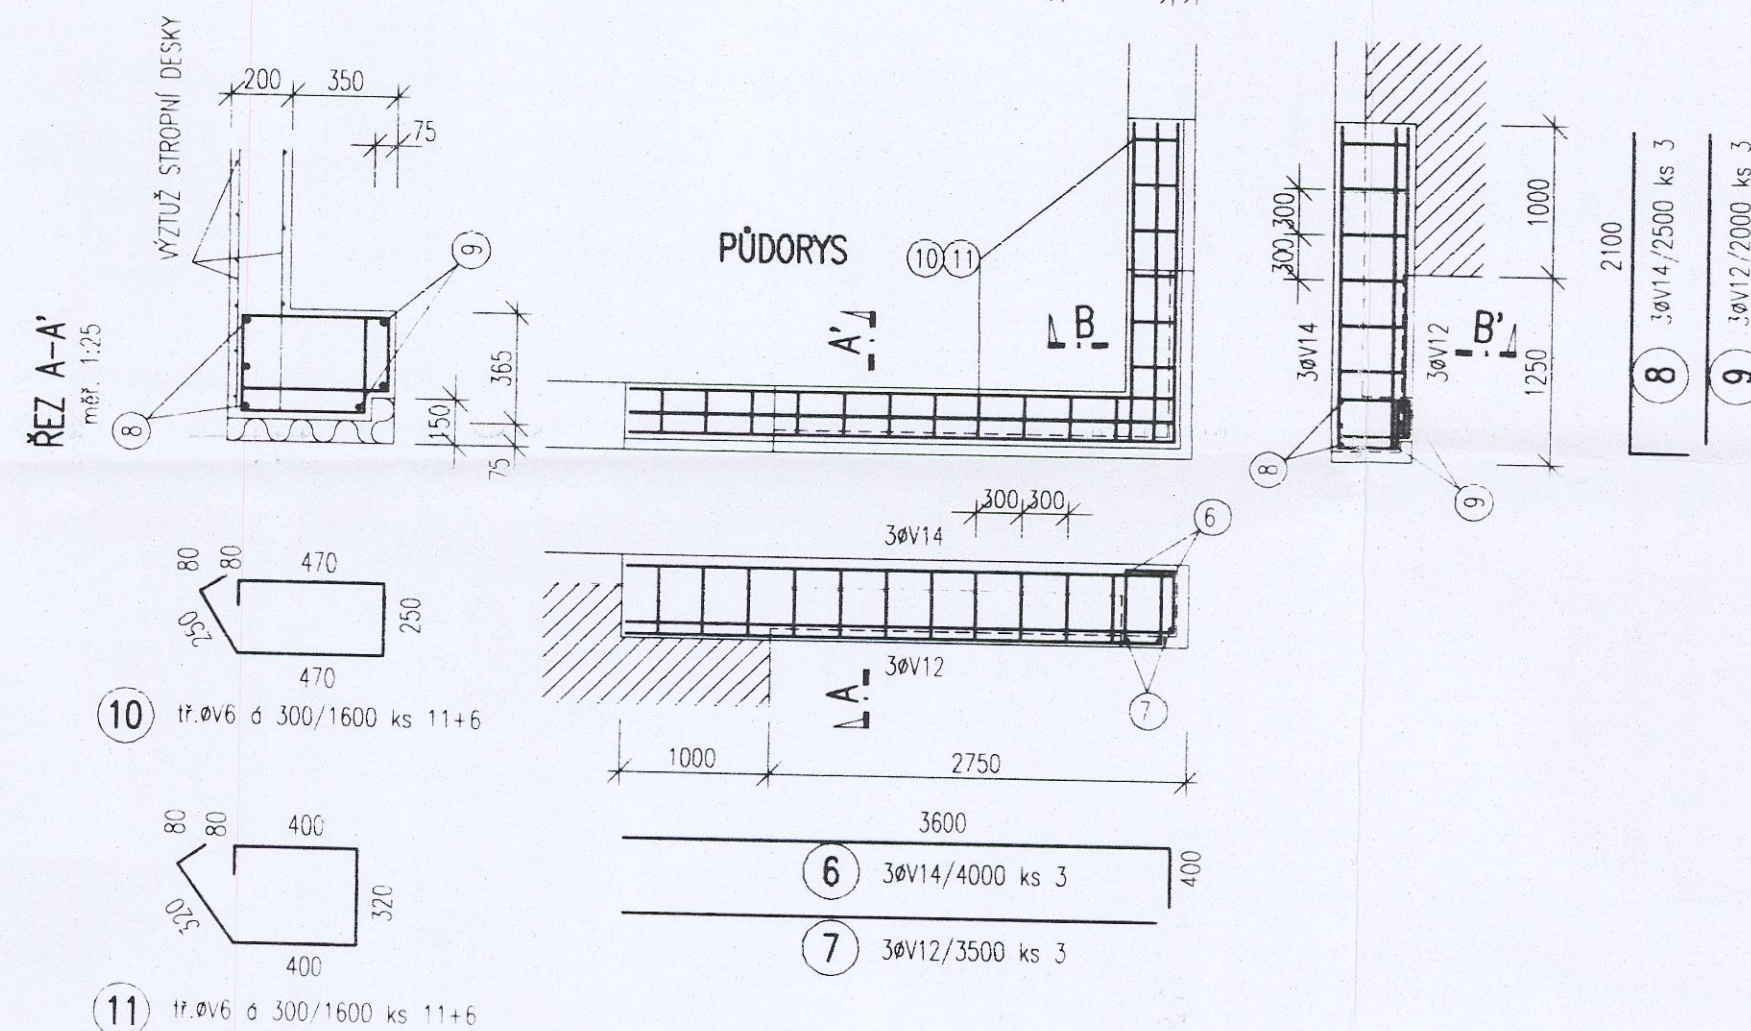 VÝZTUŽ STROPNÍ DESKY
200
350
75
ŘEZ A-A'
měř. 1:25
9
8
365
150
75
PŮDORYS
10
11
A'
B
300
300
3øV14
3øV12
B'
1000
1250
8
9
2100
8
3øV14/2500 ks 3
9
3øV12/2000 ks 3
300
300
6
3øV14
3øV12
7
A
1000
2750
80
80
470
250
250
470
10
tř.øV6 á 300/1600 ks 11+6
80
80
400
320
320
400
11
tř.øV6 á 300/1600 ks 11+6
3600
400
6
3øV14/4000 ks 3
7
3øV12/3500 ks 3